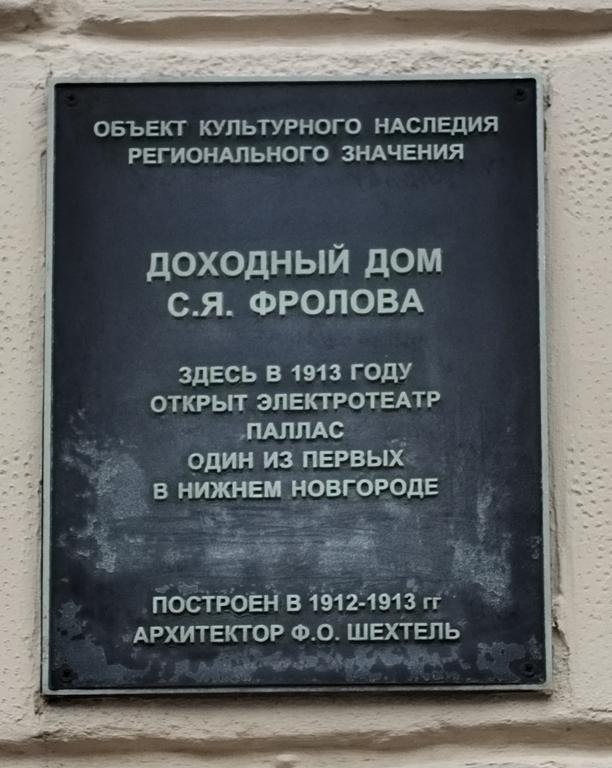 ОБЪЕКТ КУЛЬТУРНОГО НАСЛЕДИЯ
РЕГИОНАЛЬНОГО ЗНАЧЕНИЯ
ДОХОДНЫЙ ДОМ
С.Я. ФРОЛОВА
ЗДЕСЬ В 1913 ГОДУ
ОТКРЫТ ЭЛЕКТРОТЕАТР
ПАЛЛАС
ОДИН ИЗ ПЕРВЫХ
В НИЖНЕМ НОВГОРОДЕ
ПОСТРОЕН В 1912-1913 гг
АРХИТЕКТОР Ф.О. ШЕХТЕЛЬ